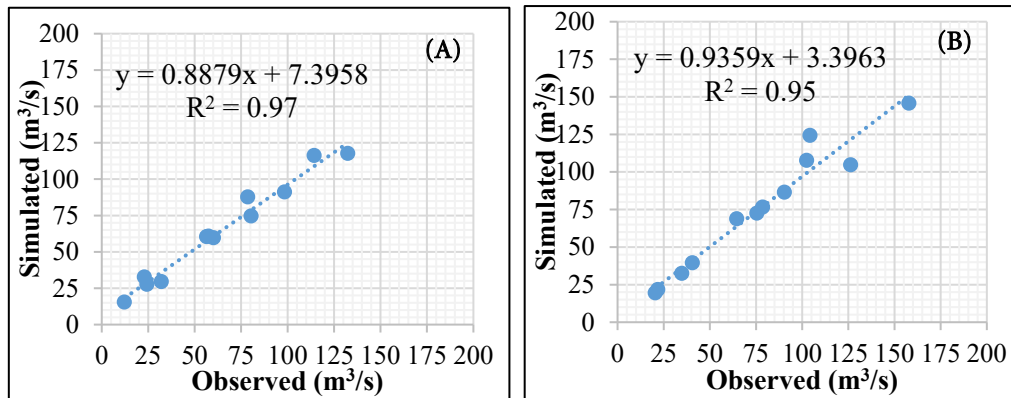 (A)
y = 0.8879x + 7.3958
R² = 0.97
Simulated (m³/s)
200
175
150
125
100
75
50
25
0
0 25 50 75 100 125 150 175 200
Observed (m³/s)
(B)
y = 0.9359x + 3.3963
R² = 0.95
Simulated (m³/s)
200
175
150
125
100
75
50
25
0
0 25 50 75 100 125 150 175 200
Observed (m³/s)